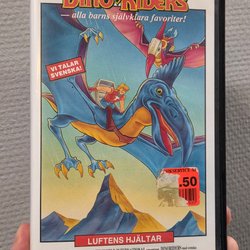 DINO RIDERS
— alla barns självklara favoriter!
VI TALAR
SVENSKA!
.50
LUFTENS HJÄLTAR